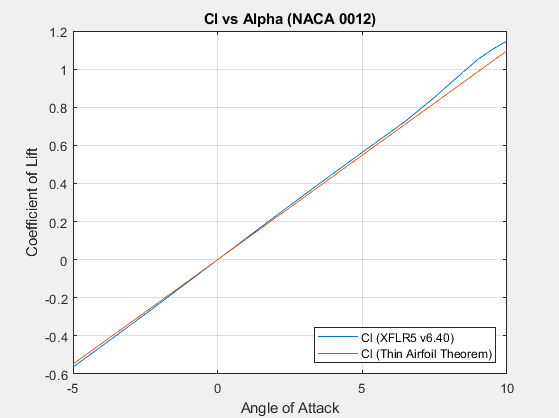 Cl vs Alpha (NACA 0012)
1.2
1
0.8
0.6
0.4
0.2
0
-0.2
-0.4
-0.6
Coefficient of Lift
-5
0
5
10
Angle of Attack
Cl (XFLR5 v6.40)
Cl (Thin Airfoil Theorem)